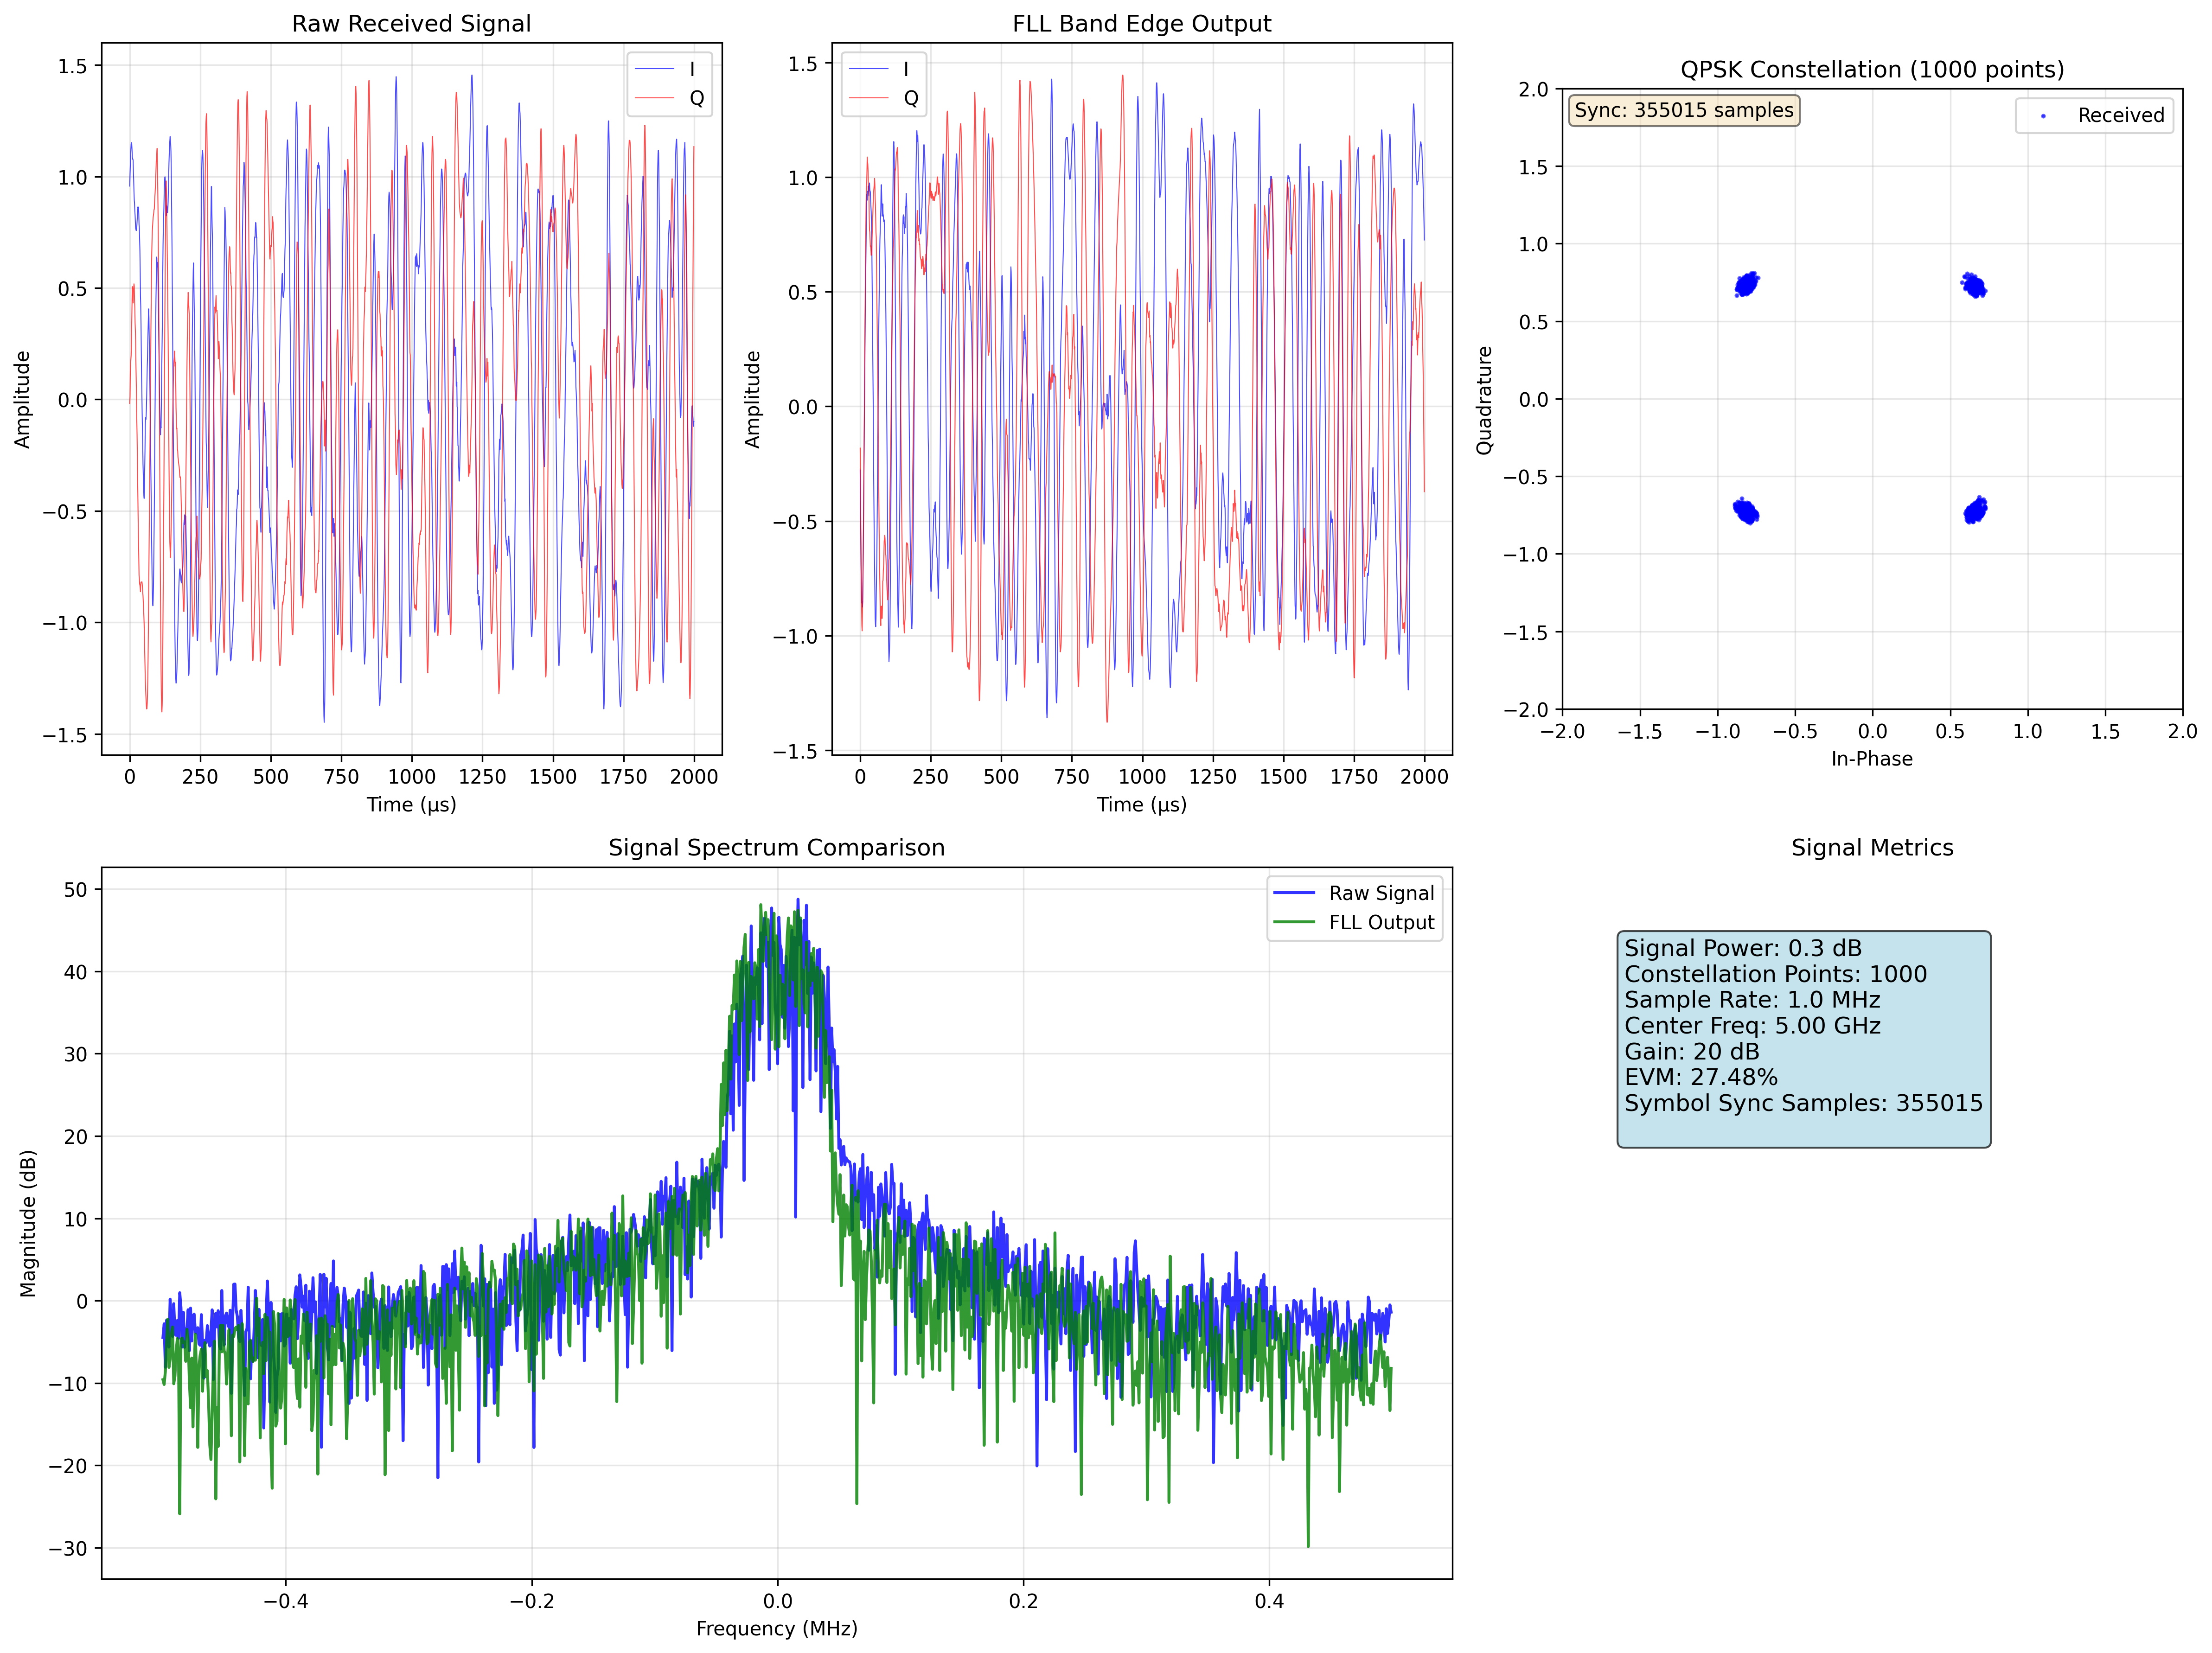 Raw Received Signal
I
Q
1.5
1.0
0.5
0.0
−0.5
−1.0
−1.5
Amplitude
0 250 500 750 1000 1250 1500 1750 2000
Time (µs)
FLL Band Edge Output
I
Q
1.5
1.0
0.5
0.0
−0.5
−1.0
−1.5
Amplitude
0 250 500 750 1000 1250 1500 1750 2000
Time (µs)
QPSK Constellation (1000 points)
Sync: 355015 samples
Received
2.0
1.5
1.0
0.5
0.0
−0.5
−1.0
−1.5
−2.0
Quadrature
−2.0 −1.5 −1.0 −0.5 0.0 0.5 1.0 1.5 2.0
In-Phase
Signal Spectrum Comparison
Raw Signal
FLL Output
50
40
30
20
10
0
−10
−20
−30
Magnitude (dB)
−0.4 −0.2 0.0 0.2 0.4
Frequency (MHz)
Signal Metrics
Signal Power: 0.3 dB
Constellation Points: 1000
Sample Rate: 1.0 MHz
Center Freq: 5.00 GHz
Gain: 20 dB
EVM: 27.48%
Symbol Sync Samples: 355015